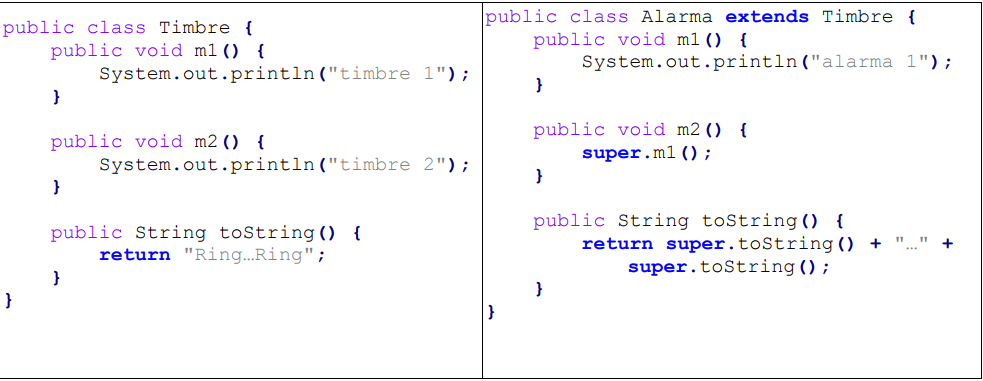 public class Timbre {
    public void m1() {
        System.out.println("timbre 1");
    }

    public void m2() {
        System.out.println("timbre 2");
    }

    public String toString() {
        return "Ring…Ring";
    }
}
public class Alarma extends Timbre {
    public void m1() {
        System.out.println("alarma 1");
    }

    public void m2() {
        super.m1();
    }

    public String toString() {
        return super.toString() + "…" +
            super.toString();
    }
}